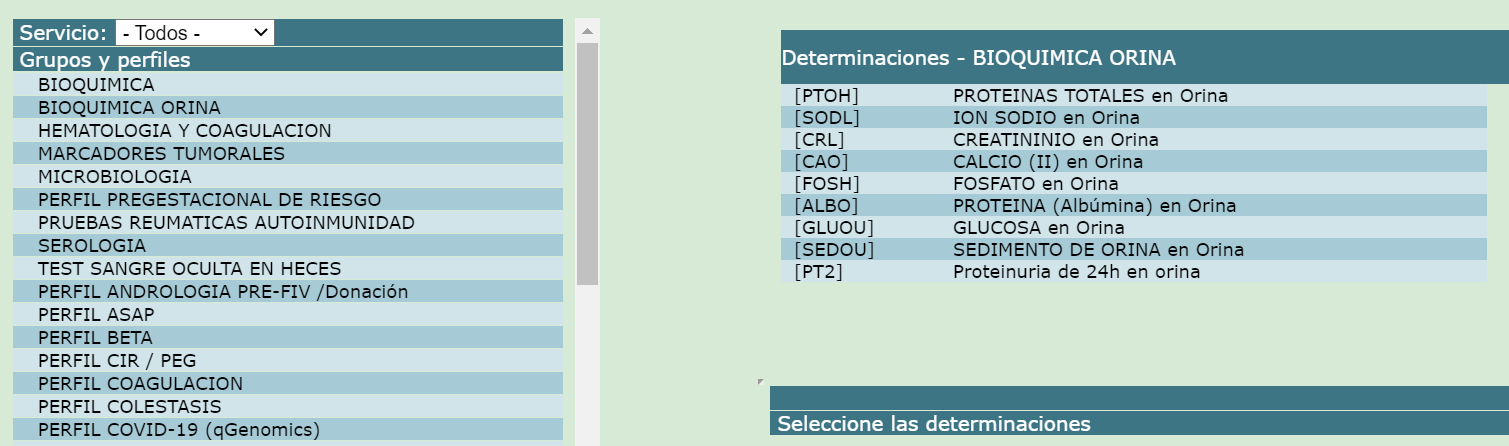 Servicio: - Todos -
Grupos y perfiles
BIOQUIMICA
BIOQUIMICA ORINA
HEMATOLOGIA Y COAGULACION
MARCADORES TUMORALES
MICROBIOLOGIA
PERFIL PREGESTACIONAL DE RIESGO
PRUEBAS REUMATICAS AUTOINMUNIDAD
SEROLOGIA
TEST SANGRE OCULTA EN HECES
PERFIL ANDROLOGIA PRE-FIV /Donación
PERFIL ASAP
PERFIL BETA
PERFIL CIR / PEG
PERFIL COAGULACION
PERFIL COLESTASIS
PERFIL COVID-19 (qGenomics)
Determinaciones - BIOQUIMICA ORINA
[PTOH] PROTEINAS TOTALES en Orina
[SODL] ION SODIO en Orina
[CRL] CREATININIO en Orina
[CAO] CALCIO (II) en Orina
[FOSH] FOSFATO en Orina
[ALBO] PROTEINA (Albúmina) en Orina
[GLUOU] GLUCOSA en Orina
[SEDOU] SEDIMENTO DE ORINA en Orina
[PT2] Proteinuria de 24h en orina
Seleccione las determinaciones